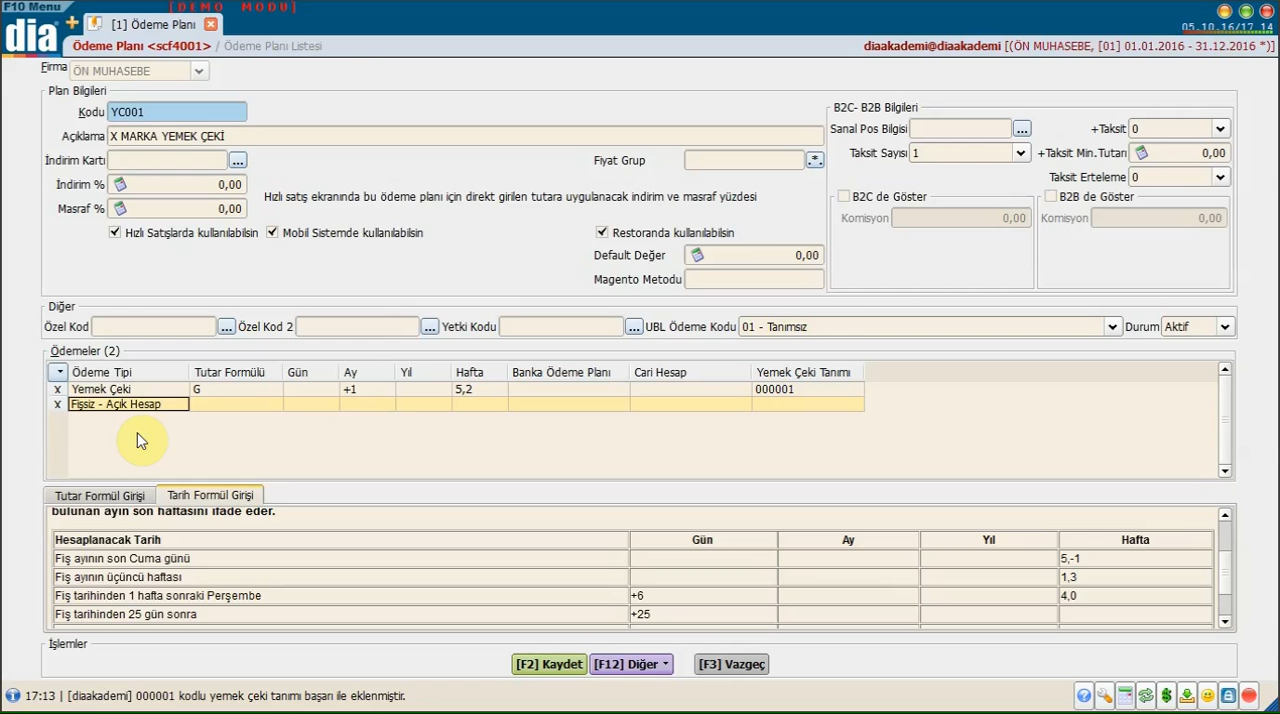 F10 Menu
[DEMO MODU]
dia
[1] Ödeme Planı
05.10.16/17 14
Ödeme Planı <scf4001> / Ödeme Planı Listesi
diaakademi@diaakademi [(ÖN MUHASEBE, [01] 01.01.2016 - 31.12.2016 *)]
Firma ÖN MUHASEBE
Plan Bilgileri
Kodu YC001
Açıklama X MARKA YEMEK ÇEKİ
İndirim Kartı ... Fiyat Grup .*.
İndirim % 0,00
Masraf % 0,00
Hızlı satış ekranında bu ödeme planı için direkt girilen tutara uygulanacak indirim ve masraf yüzdesi
Hızlı Satışlarda kullanılabilsin Mobil Sistemde kullanılabilsin Restoranda kullanılabilsin
Default Değer 0,00
Magento Metodu
B2C- B2B Bilgileri
Sanal Pos Bilgisi ... +Taksit 0
Taksit Sayısı 1 +Taksit Min.Tutarı 0,00
Taksit Erteleme 0
B2C de Göster B2B de Göster
Komisyon 0,00 Komisyon 0,00
Diğer
Özel Kod ... Özel Kod 2 ... Yetki Kodu ... UBL Ödeme Kodu 01 - Tanımsız Durum Aktif
Ödemeler (2)
Ödeme Tipi Tutar Formülü Gün Ay Yıl Hafta Banka Ödeme Planı Cari Hesap Yemek Çeki Tanımı
x Yemek Çeki G +1 5,2 000001
x Fişsiz - Açık Hesap
Tutar Formül Girişi Tarih Formül Girişi
bulunan ayın son haftasını ifade eder.
Hesaplanacak Tarih Gün Ay Yıl Hafta
Fiş ayının son Cuma günü 5,-1
Fiş ayının üçüncü haftası 1,3
Fiş tarihinden 1 hafta sonraki Perşembe +6 4,0
Fiş tarihinden 25 gün sonra +25
İşlemler
[F2] Kaydet [F12] Diğer [F3] Vazgeç
17:13 | [diaakademi] 000001 kodlu yemek çeki tanımı başarı ile eklenmiştir.